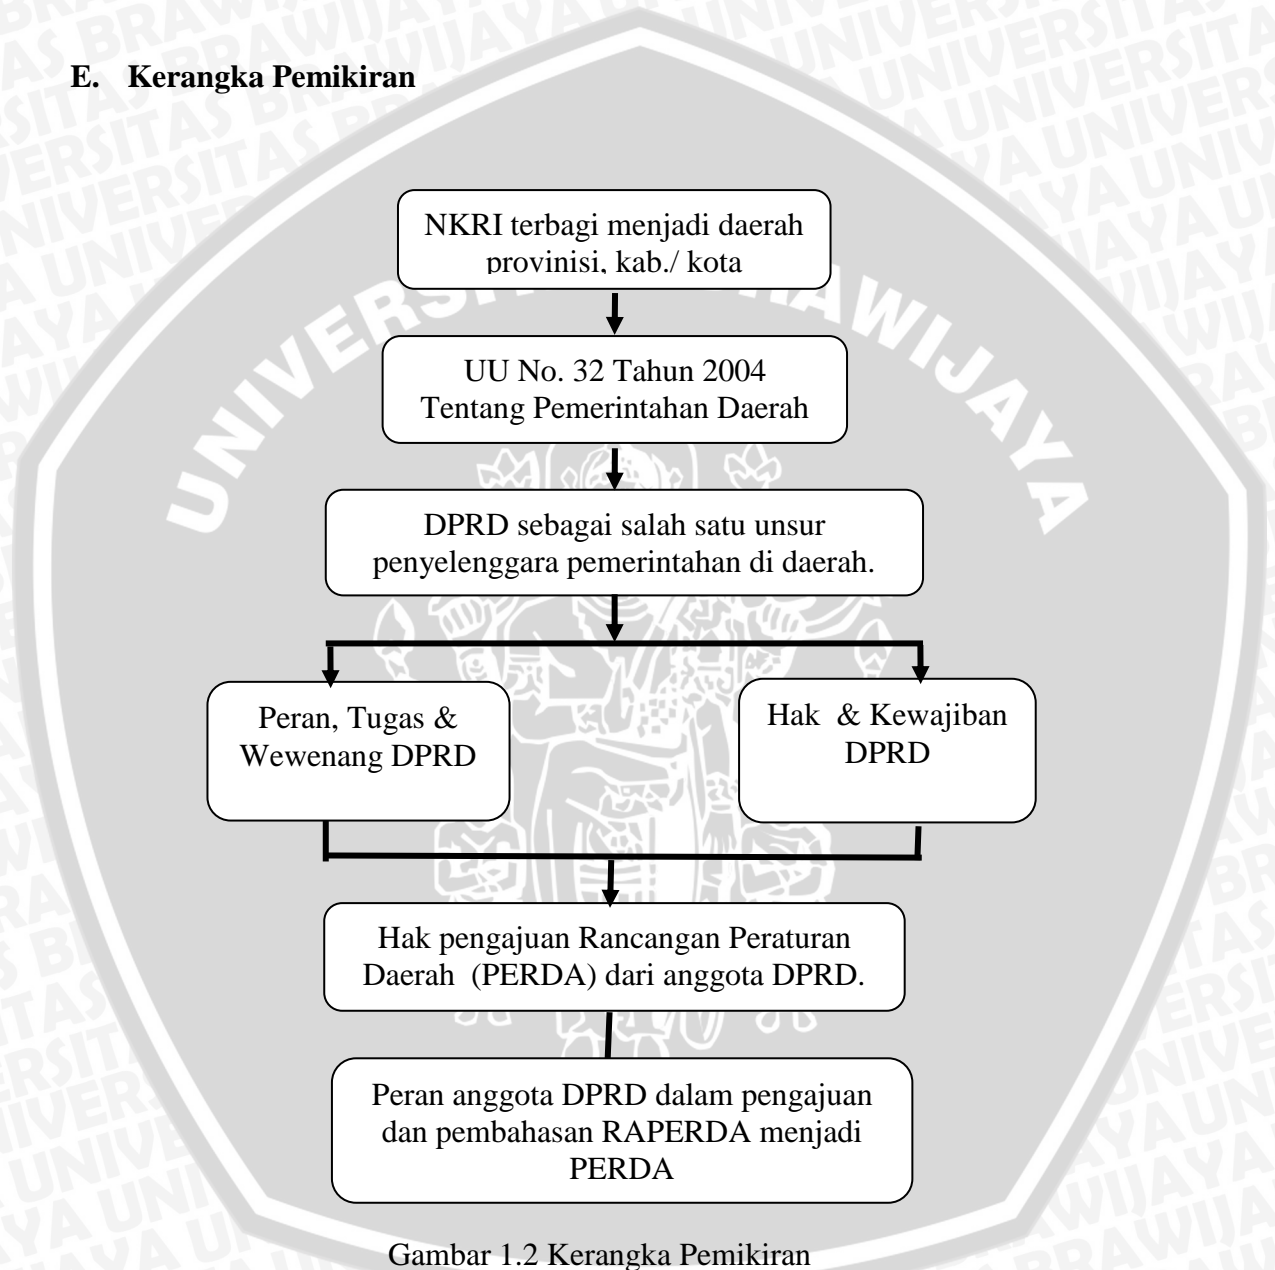 E. Kerangka Pemikiran
NKRI terbagi menjadi daerah
provinisi, kab./ kota
UNIVERSITAS BRAWIJAYA
UU No. 32 Tahun 2004
Tentang Pemerintahan Daerah
DPRD sebagai salah satu unsur
penyelenggara pemerintahan di daerah.
Peran, Tugas &
Wewenang DPRD
Hak & Kewajiban
DPRD
Hak pengajuan Rancangan Peraturan
Daerah (PERDA) dari anggota DPRD.
Peran anggota DPRD dalam pengajuan
dan pembahasan RAPERDA menjadi
PERDA
Gambar 1.2 Kerangka Pemikiran